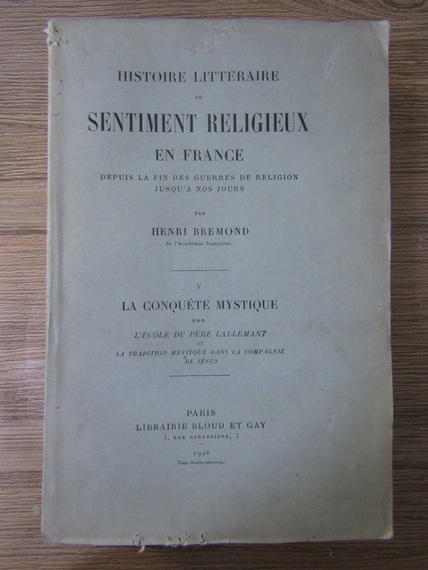 HISTOIRE LITTÉRAIRE
DU
SENTIMENT RELIGIEUX
EN FRANCE
DEPUIS LA FIN DES GUERRES DE RELIGION
JUSQU'A NOS JOURS
PAR
HENRI BREMOND
de l'Académie française.
V
LA CONQUÊTE MYSTIQUE
***
L'ÉCOLE DU PÈRE LALLEMANT
ET
LA TRADITION MYSTIQUE DANS LA COMPAGNIE
DE JÉSUS
PARIS
LIBRAIRIE BLOUD ET GAY
3, RUE GARANCIÈRE, 3
1926
Tous droits réservés.